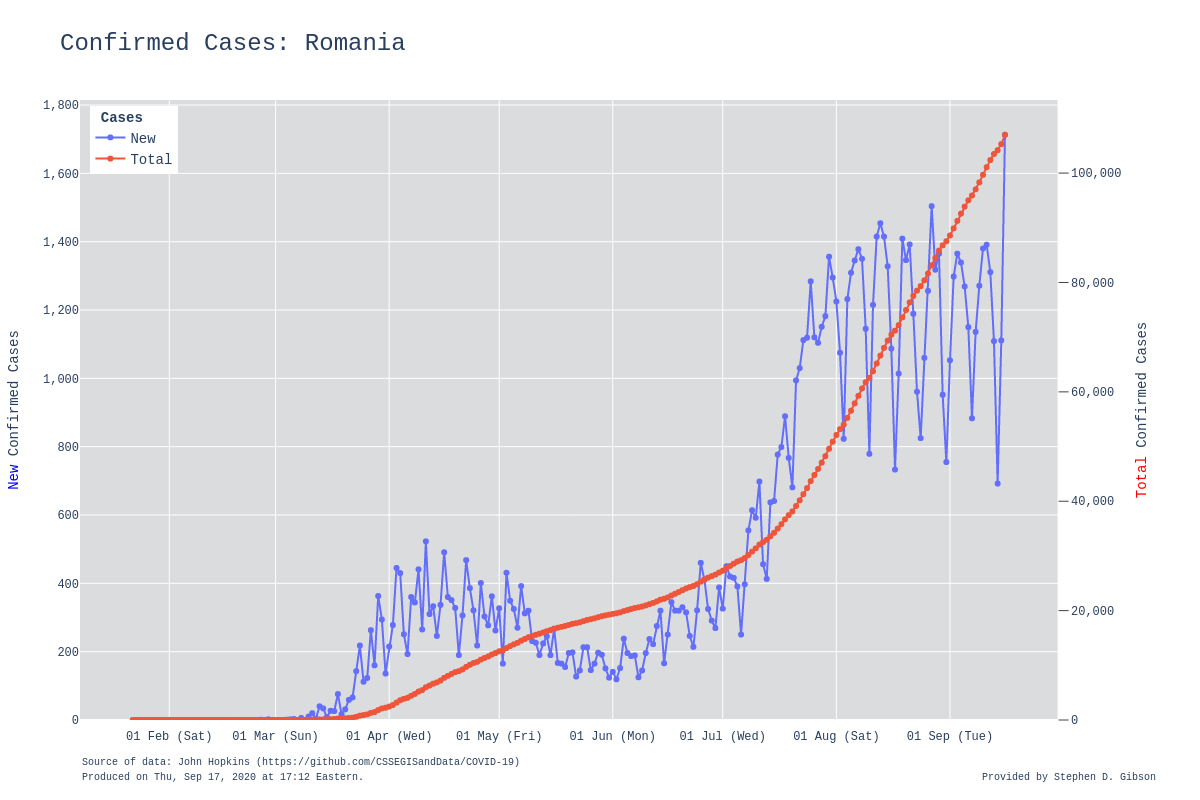 Confirmed Cases: Romania
Cases
New
Total
1,800
1,600
1,400
1,200
1,000
800
600
400
200
0
New Confirmed Cases
100,000
80,000
60,000
40,000
20,000
0
Total Confirmed Cases
01 Feb (Sat) 01 Mar (Sun) 01 Apr (Wed) 01 May (Fri) 01 Jun (Mon) 01 Jul (Wed) 01 Aug (Sat) 01 Sep (Tue)
Source of data: John Hopkins (https://github.com/CSSEGISandData/COVID-19)
Produced on Thu, Sep 17, 2020 at 17:12 Eastern.
Provided by Stephen D. Gibson